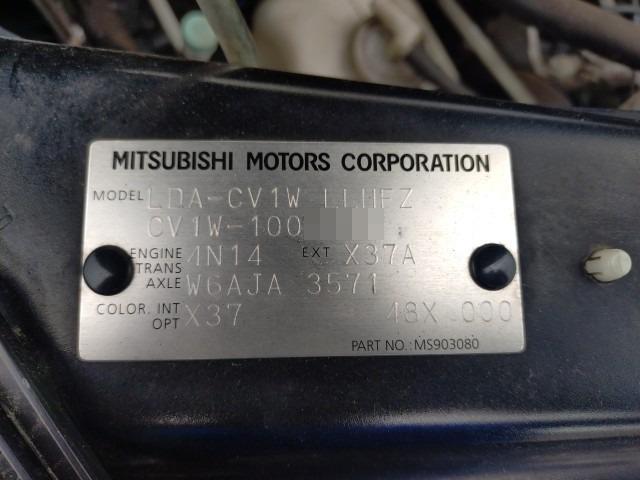 MITSUBISHI MOTORS CORPORATION
MODEL LDA-CV1W LLHFZ
CV1W-100
ENGINE 4N14 EXT X37A
TRANS AXLE W6AJA 3571
COLOR. INT OPT X37 48X 000
PART NO.: MS903080